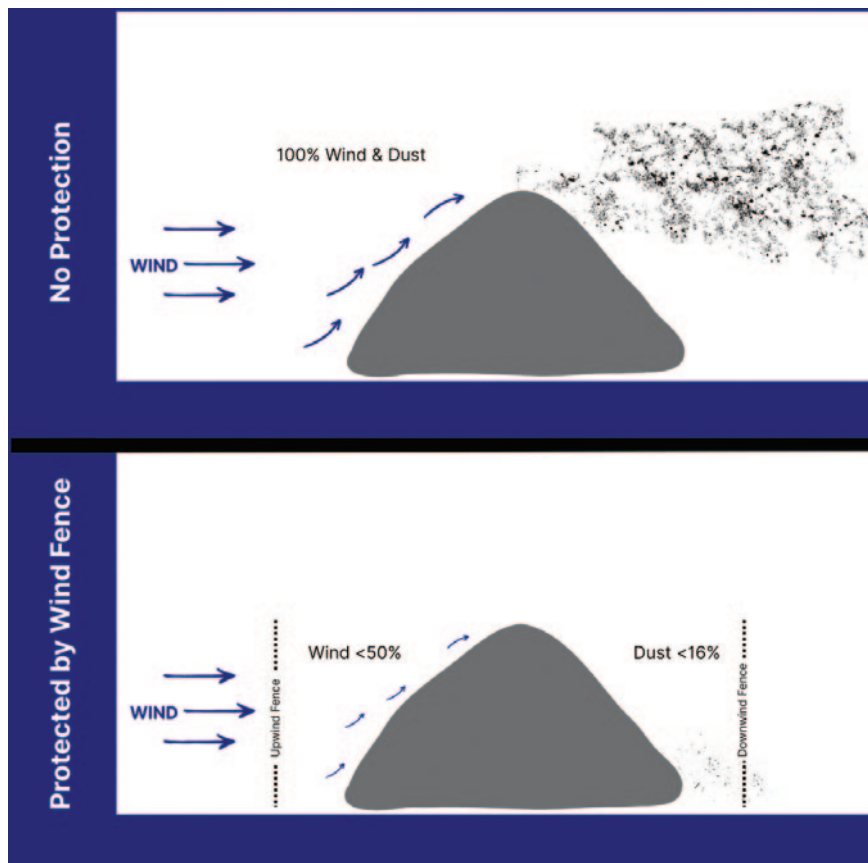 No Protection
100% Wind & Dust
WIND
Protected by Wind Fence
Wind <50%
Dust <16%
WIND
Upwind Fence
Downwind Fence